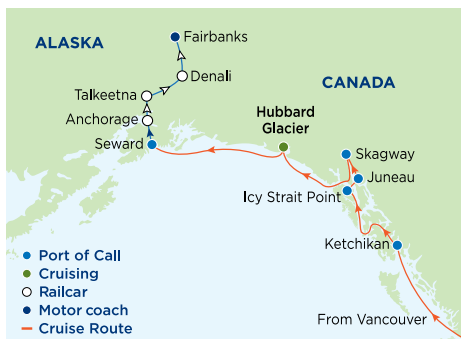 ALASKA
Fairbanks
Denali
CANADA
Talkeetna
Hubbard
Glacier
Anchorage
Seward
Skagway
Juneau
Icy Strait Point
Ketchikan
Port of Call
Cruising
Railcar
Motor coach
Cruise Route
From Vancouver